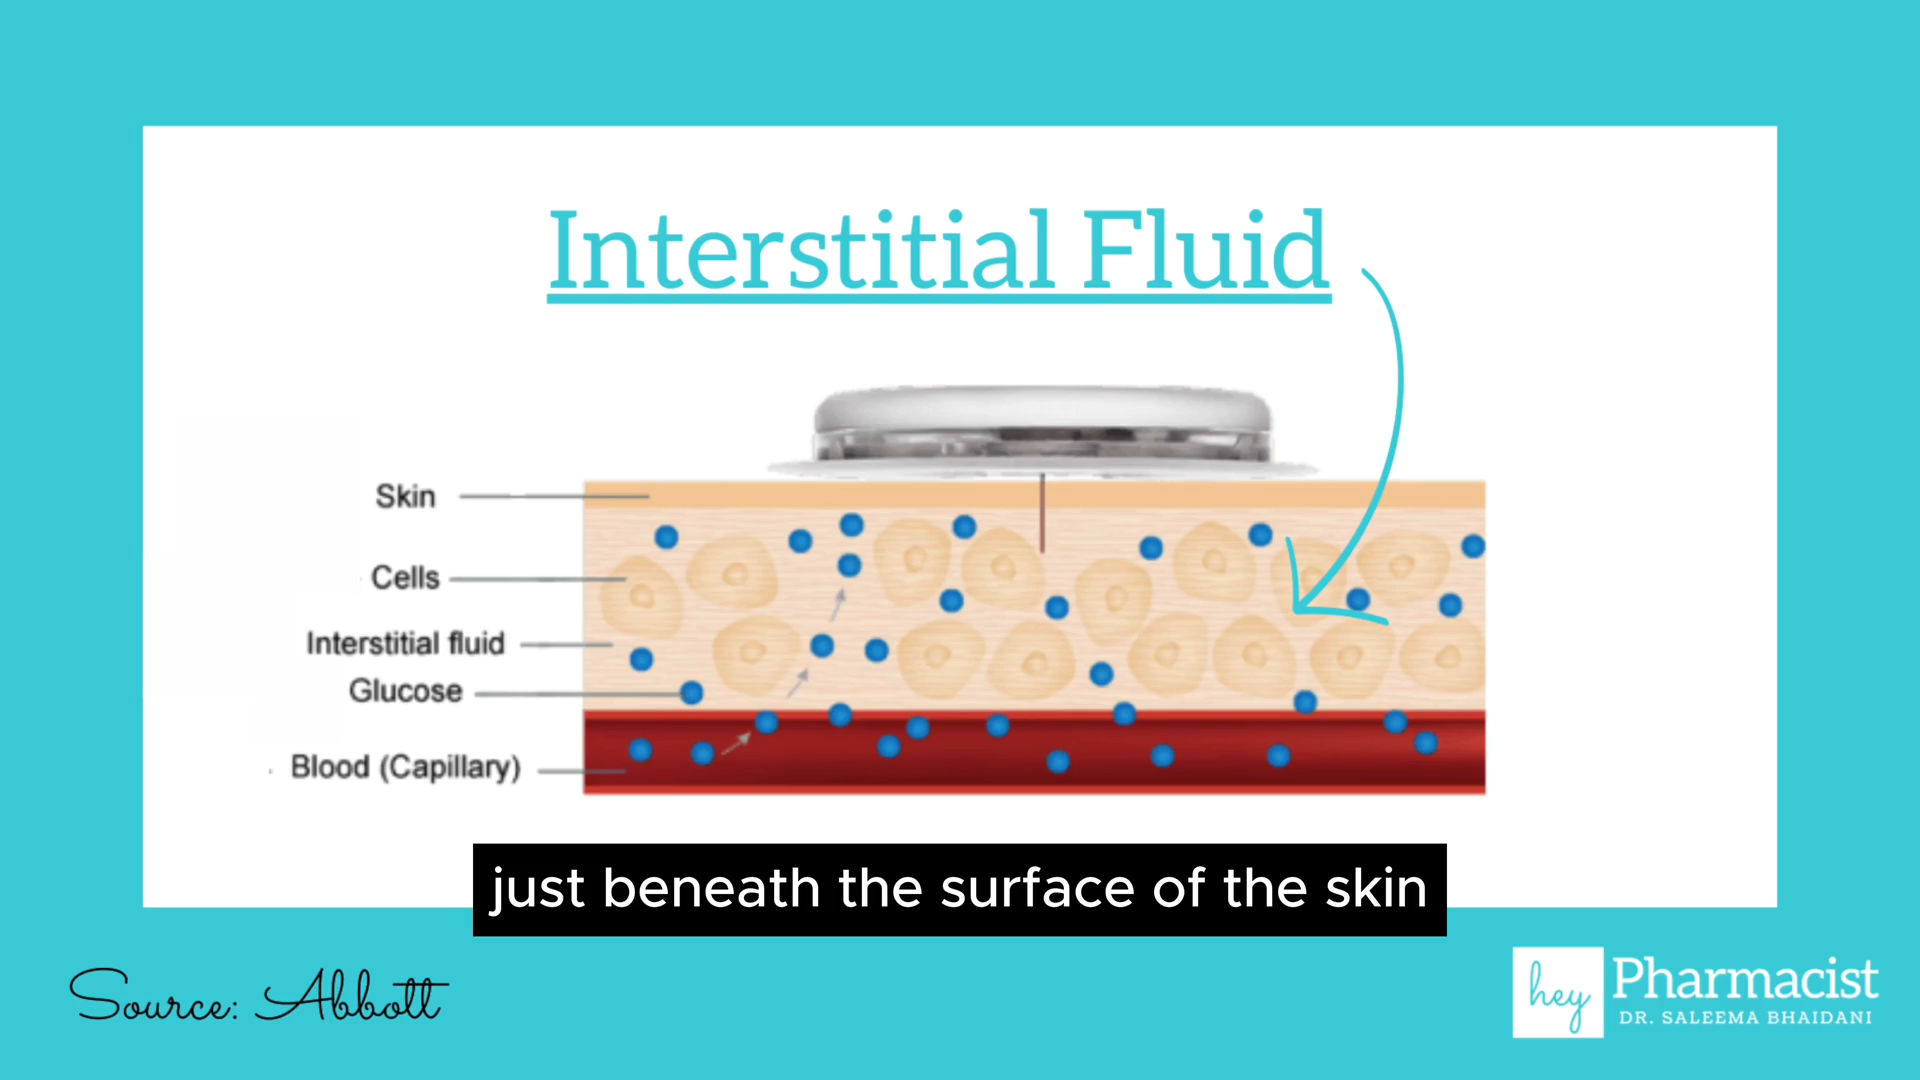 Interstitial Fluid
Skin
Cells
Interstitial fluid
Glucose
Blood (Capillary)
just beneath the surface of the skin
Source: Abbott
hey
Pharmacist
DR. SALEEMA BHAIDANI